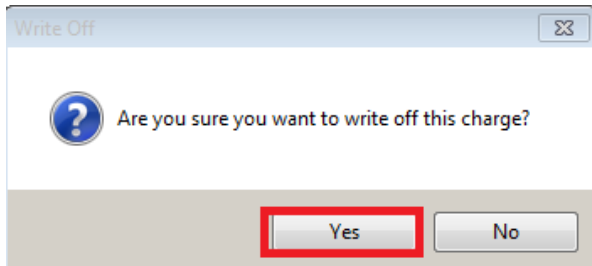 Write Off
Are you sure you want to write off this charge?
Yes
No